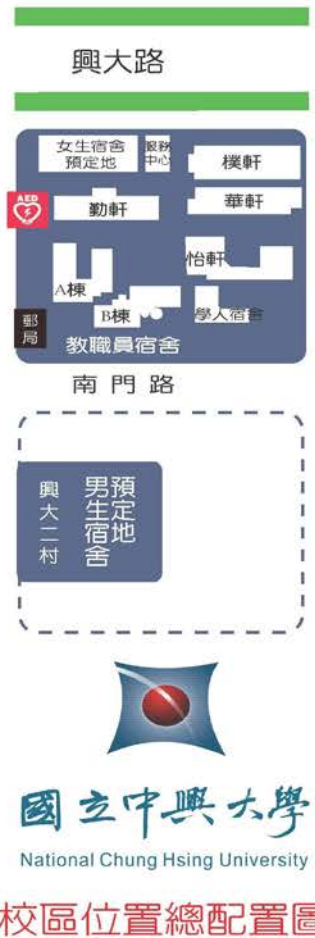 興大路
女生宿舍
預定地
服務
中心
樸軒
AED
勤軒
華軒
怡軒
A棟
B棟
學人宿舍
郵局
教職員宿舍
南門路
興大二村
預定地
男生宿舍
國立中興大學
National Chung Hsing University
校區位置總配置圖